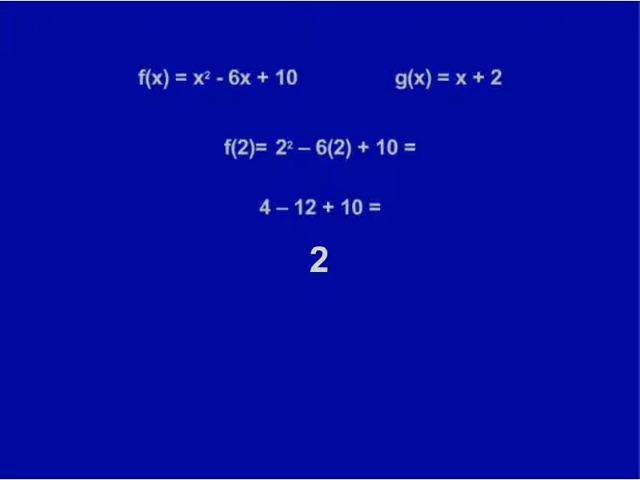 f(x) = x² - 6x + 10 g(x) = x + 2
f(2)= 2² – 6(2) + 10 =
4 – 12 + 10 =
2